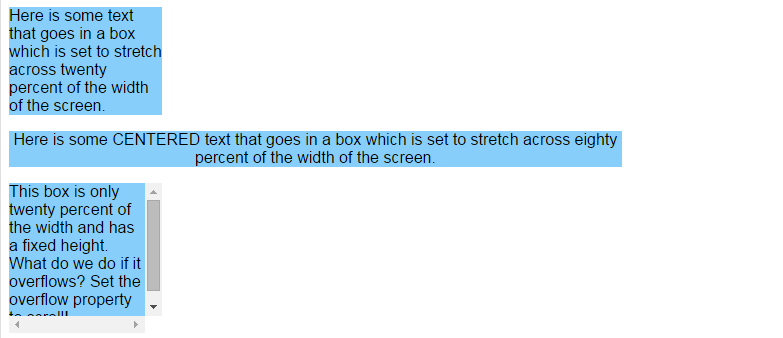 Here is some text
that goes in a box
which is set to stretch
across twenty
percent of the width
of the screen.
Here is some CENTERED text that goes in a box which is set to stretch across eighty
percent of the width of the screen.
This box is only
twenty percent of
the width and has
a fixed height.
What do we do if it
overflows? Set the
overflow property
to scroll!